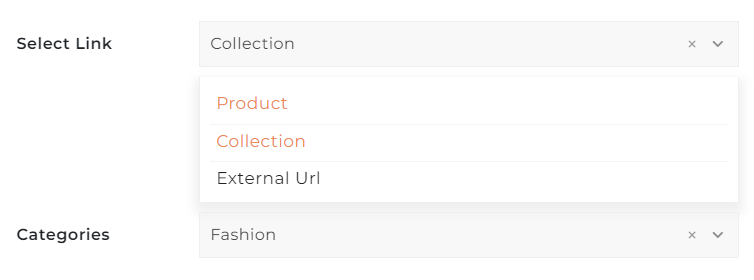 Select Link
Collection
Product
Collection
External Url
Categories
Fashion